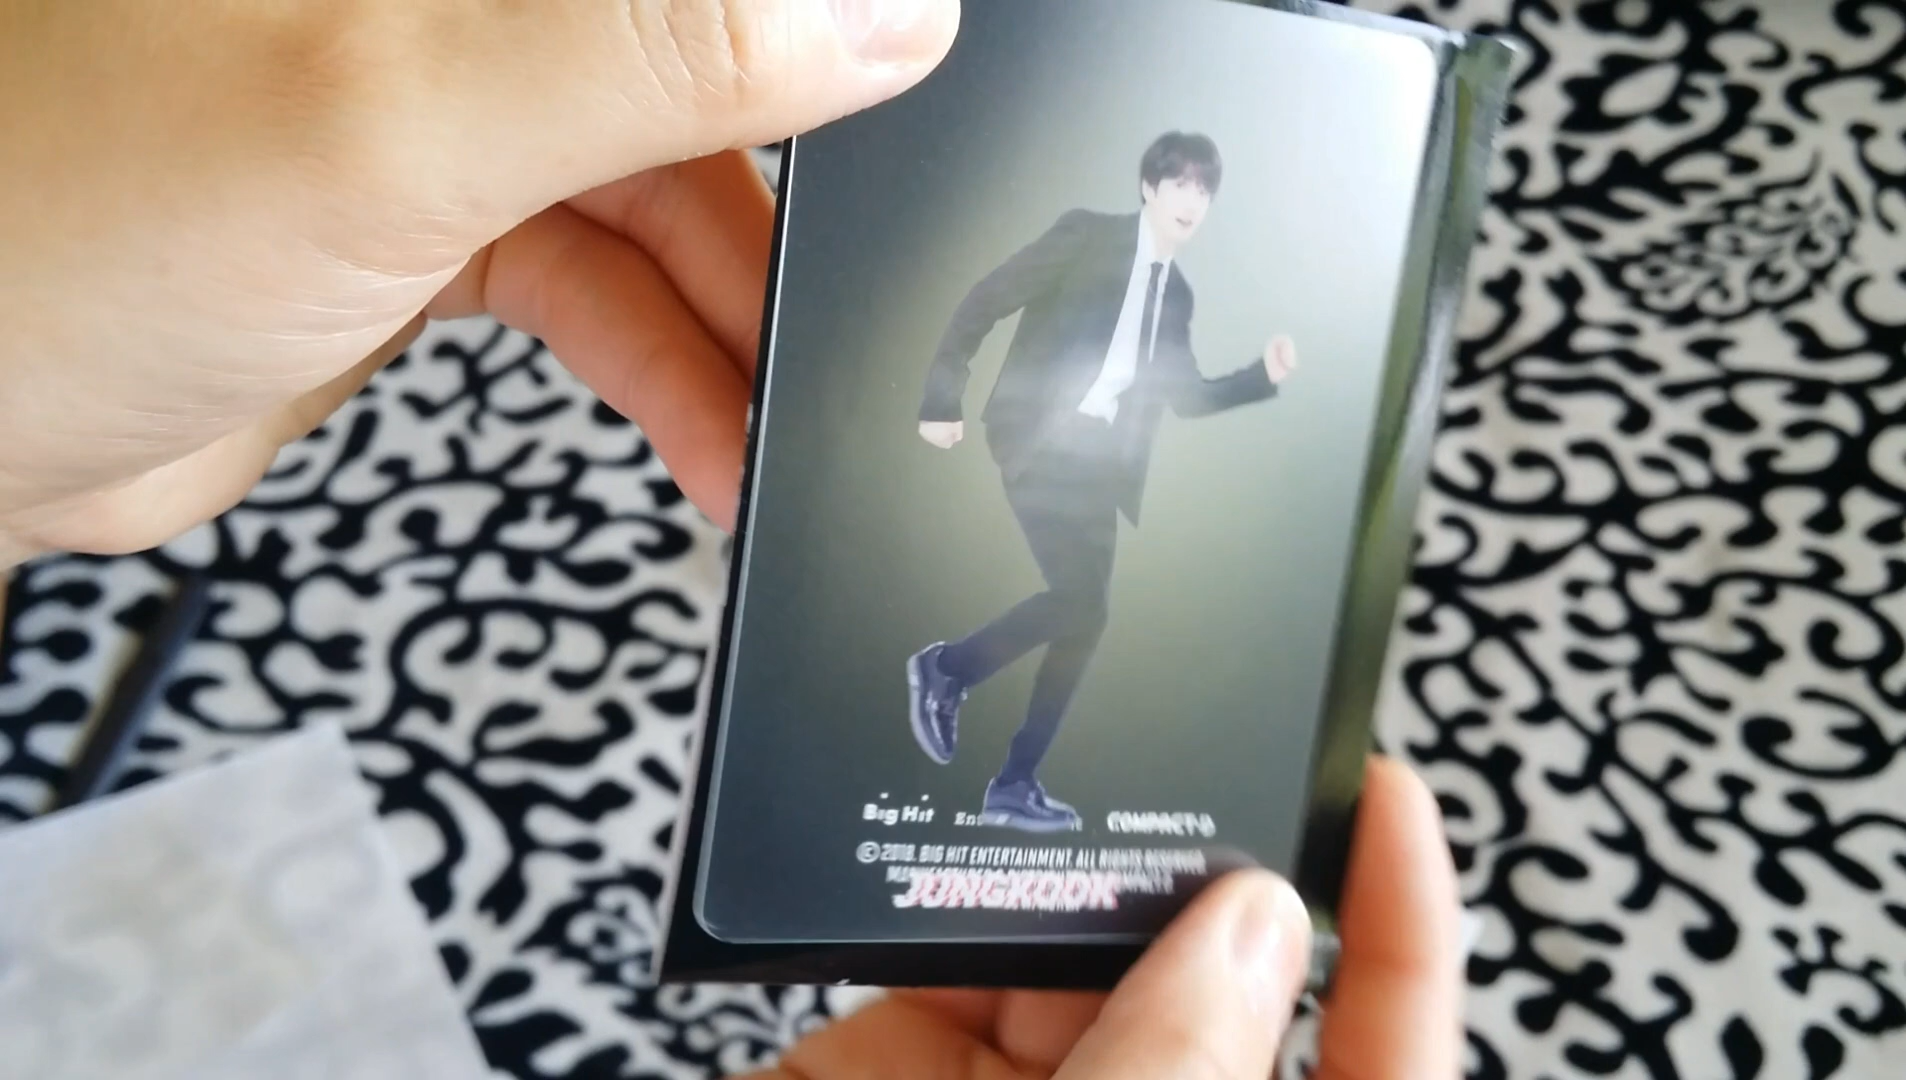 Big Hit COMPACT-D
© 2018. BIG HIT ENTERTAINMENT. ALL RIGHTS RESERVED
JUNGKOOK